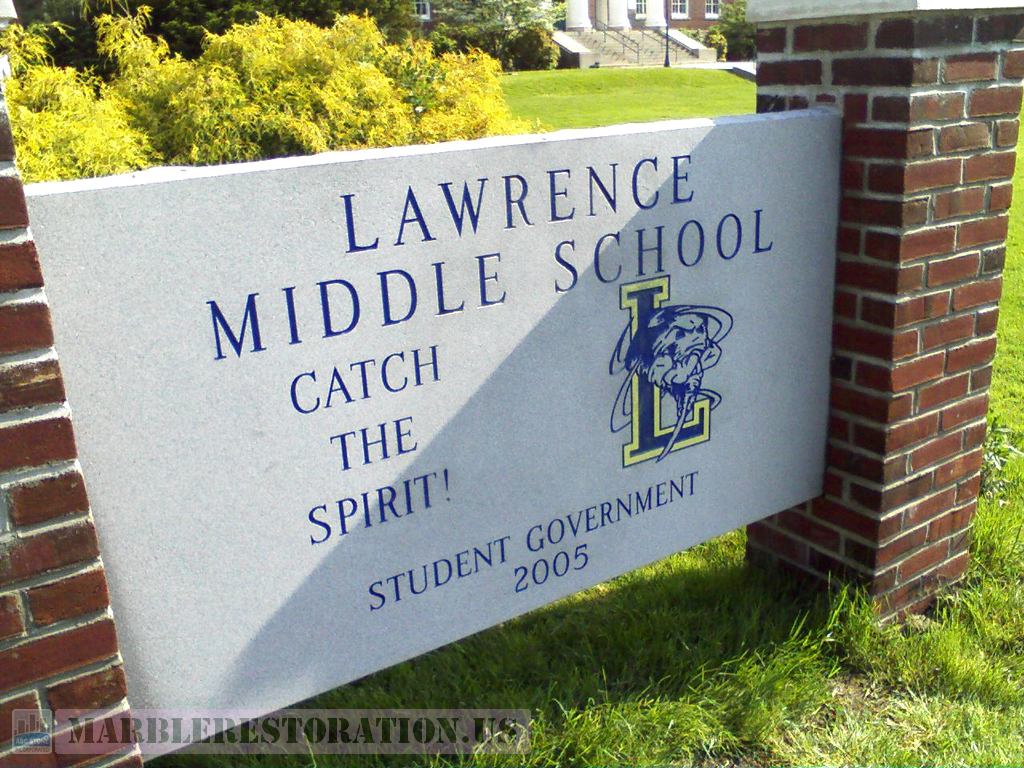 LAWRENCE
MIDDLE SCHOOL
CATCH
THE
SPIRIT!
L
STUDENT GOVERNMENT
2005
MARBLERESTORATION.US